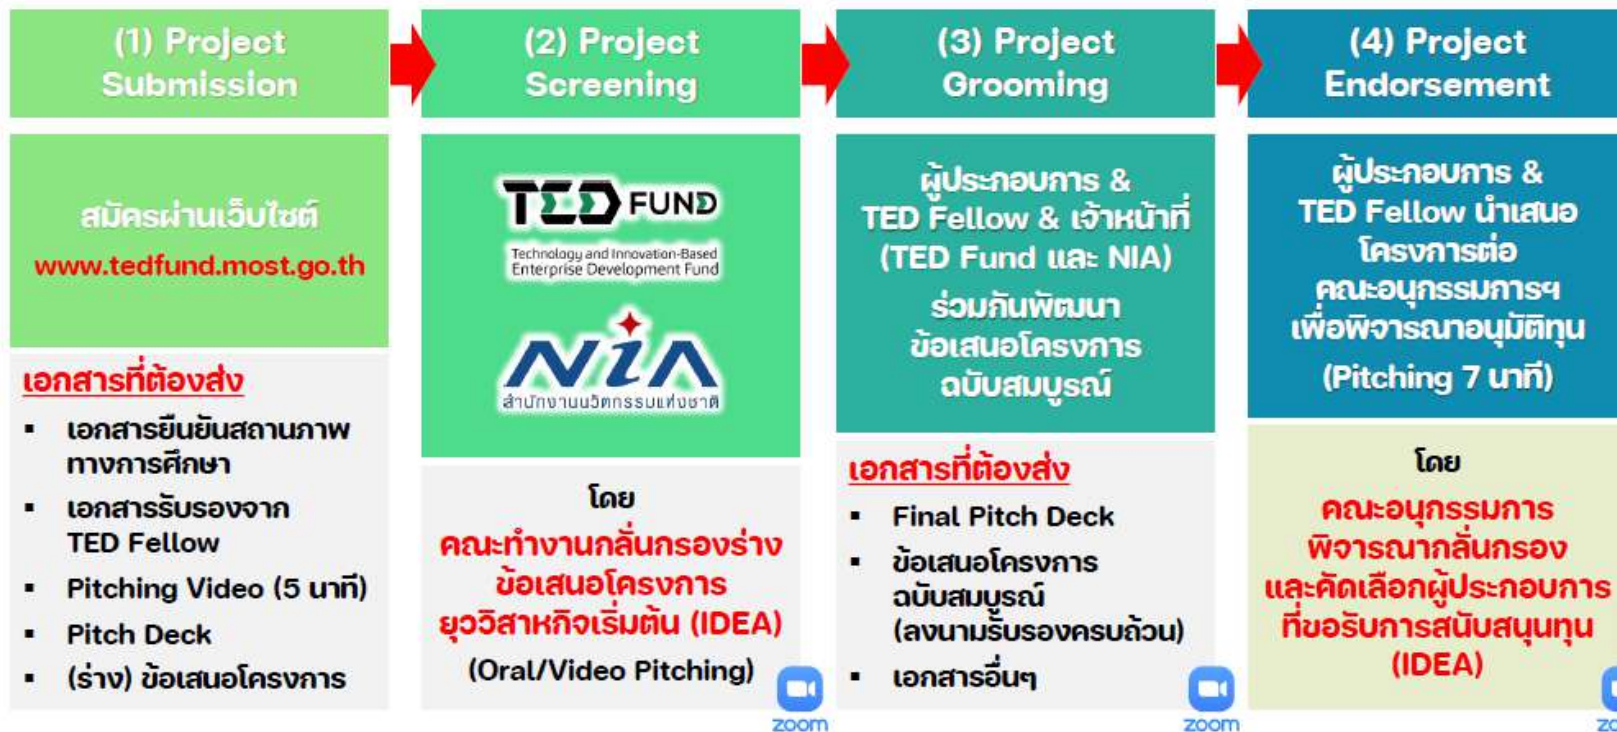 (1) Project
Submission
สมัครผ่านเว็บไซต์
www.tedfund.most.go.th
เอกสารที่ต้องส่ง
▪ เอกสารยืนยันสถานภาพ
ทางการศึกษา
▪ เอกสารรับรองจาก
TED Fellow
▪ Pitching Video (5 นาที)
▪ Pitch Deck
▪ (ร่าง) ข้อเสนอโครงการ
(2) Project
Screening
TED FUND
Technology and Innovation-Based
Enterprise Development Fund
NiA
สำนักงานนวัตกรรมแห่งชาติ
โดย
คณะทำงานกลั่นกรองร่าง
ข้อเสนอโครงการ
ยุววิสาหกิจเริ่มต้น (IDEA)
(Oral/Video Pitching)
zoom
(3) Project
Grooming
ผู้ประกอบการ &
TED Fellow & เจ้าหน้าที่
(TED Fund และ NIA)
ร่วมกันพัฒนา
ข้อเสนอโครงการ
ฉบับสมบูรณ์
เอกสารที่ต้องส่ง
▪ Final Pitch Deck
▪ ข้อเสนอโครงการ
ฉบับสมบูรณ์
(ลงนามรับรองครบถ้วน)
▪ เอกสารอื่นๆ
zoom
(4) Project
Endorsement
ผู้ประกอบการ &
TED Fellow นำเสนอ
โครงการต่อ
คณะอนุกรรมการฯ
เพื่อพิจารณาอนุมัติทุน
(Pitching 7 นาที)
โดย
คณะอนุกรรมการ
พิจารณากลั่นกรอง
และคัดเลือกผู้ประกอบการ
ที่ขอรับการสนับสนุนทุน
(IDEA)